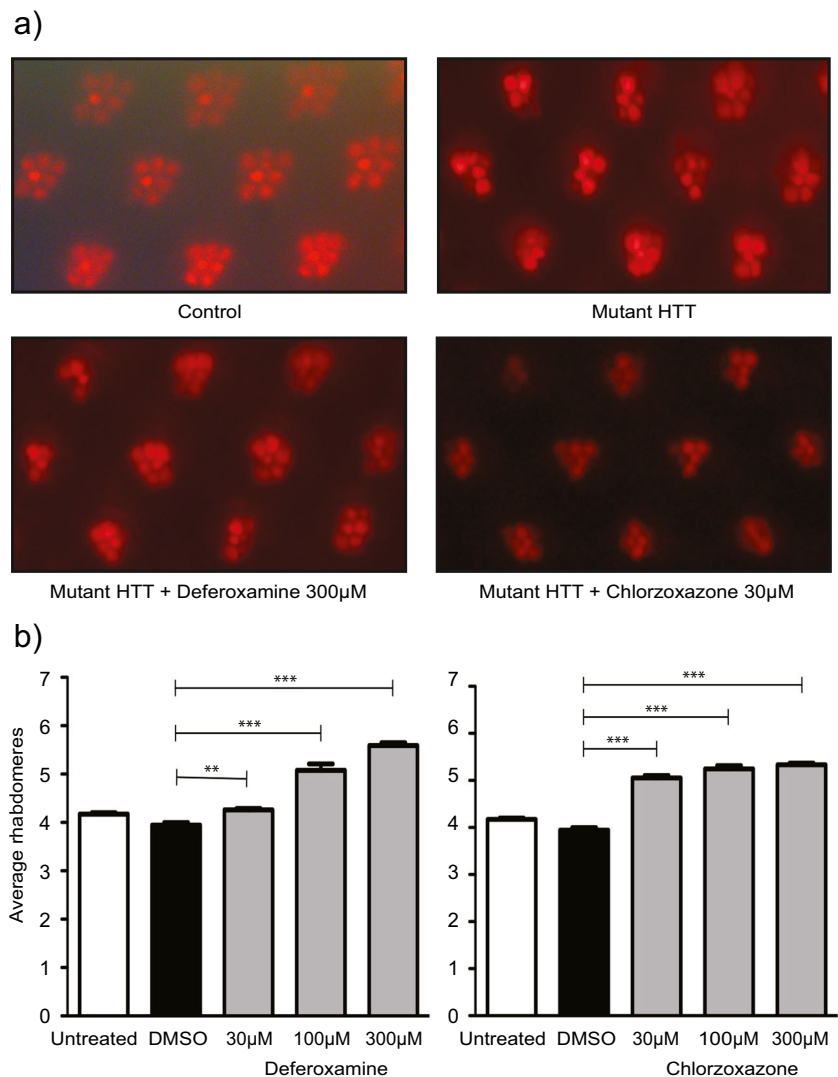 a)
Control
Mutant HTT
Mutant HTT + Deferoxamine 300µM
Mutant HTT + Chlorzoxazone 30µM
b)
Average rhabdomeres
7
6
5
4
3
2
1
0
***
***
**
Untreated DMSO 30µM 100µM 300µM
Deferoxamine
7
6
5
4
3
2
1
0
***
***
***
Untreated DMSO 30µM 100µM 300µM
Chlorzoxazone